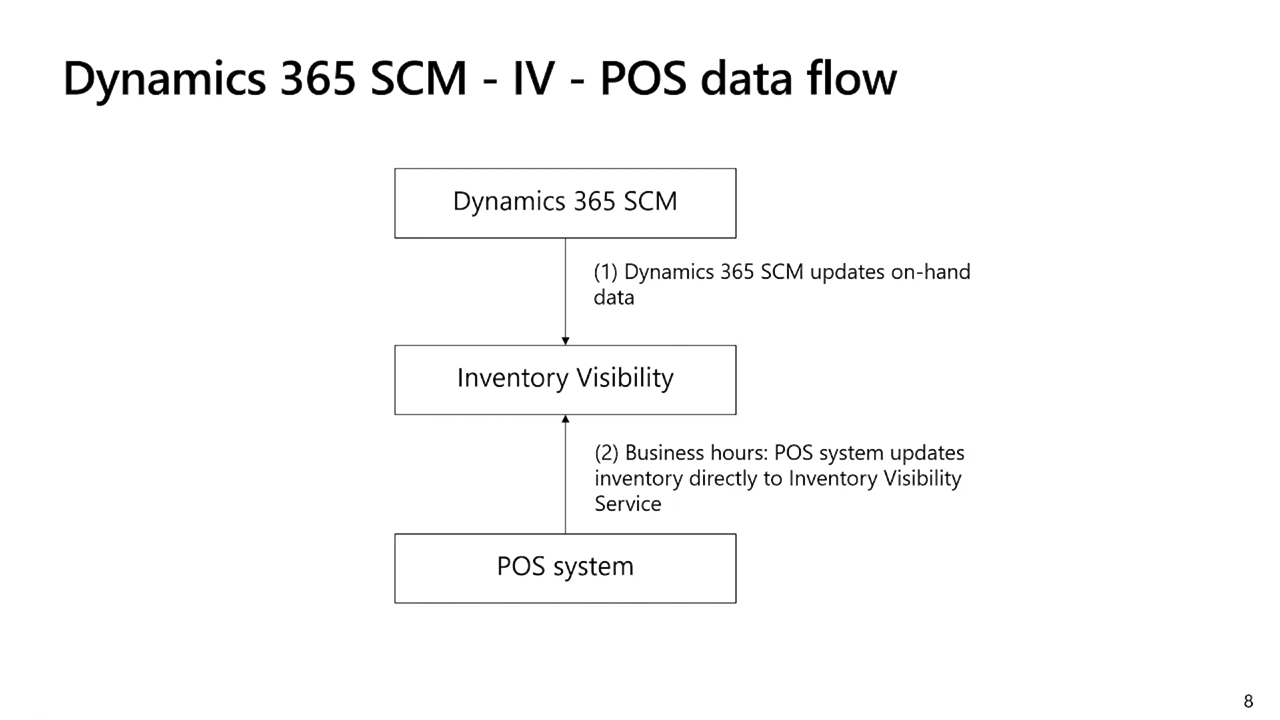 Dynamics 365 SCM - IV - POS data flow
Dynamics 365 SCM
(1) Dynamics 365 SCM updates on-hand
data
Inventory Visibility
(2) Business hours: POS system updates
inventory directly to Inventory Visibility
Service
POS system
8